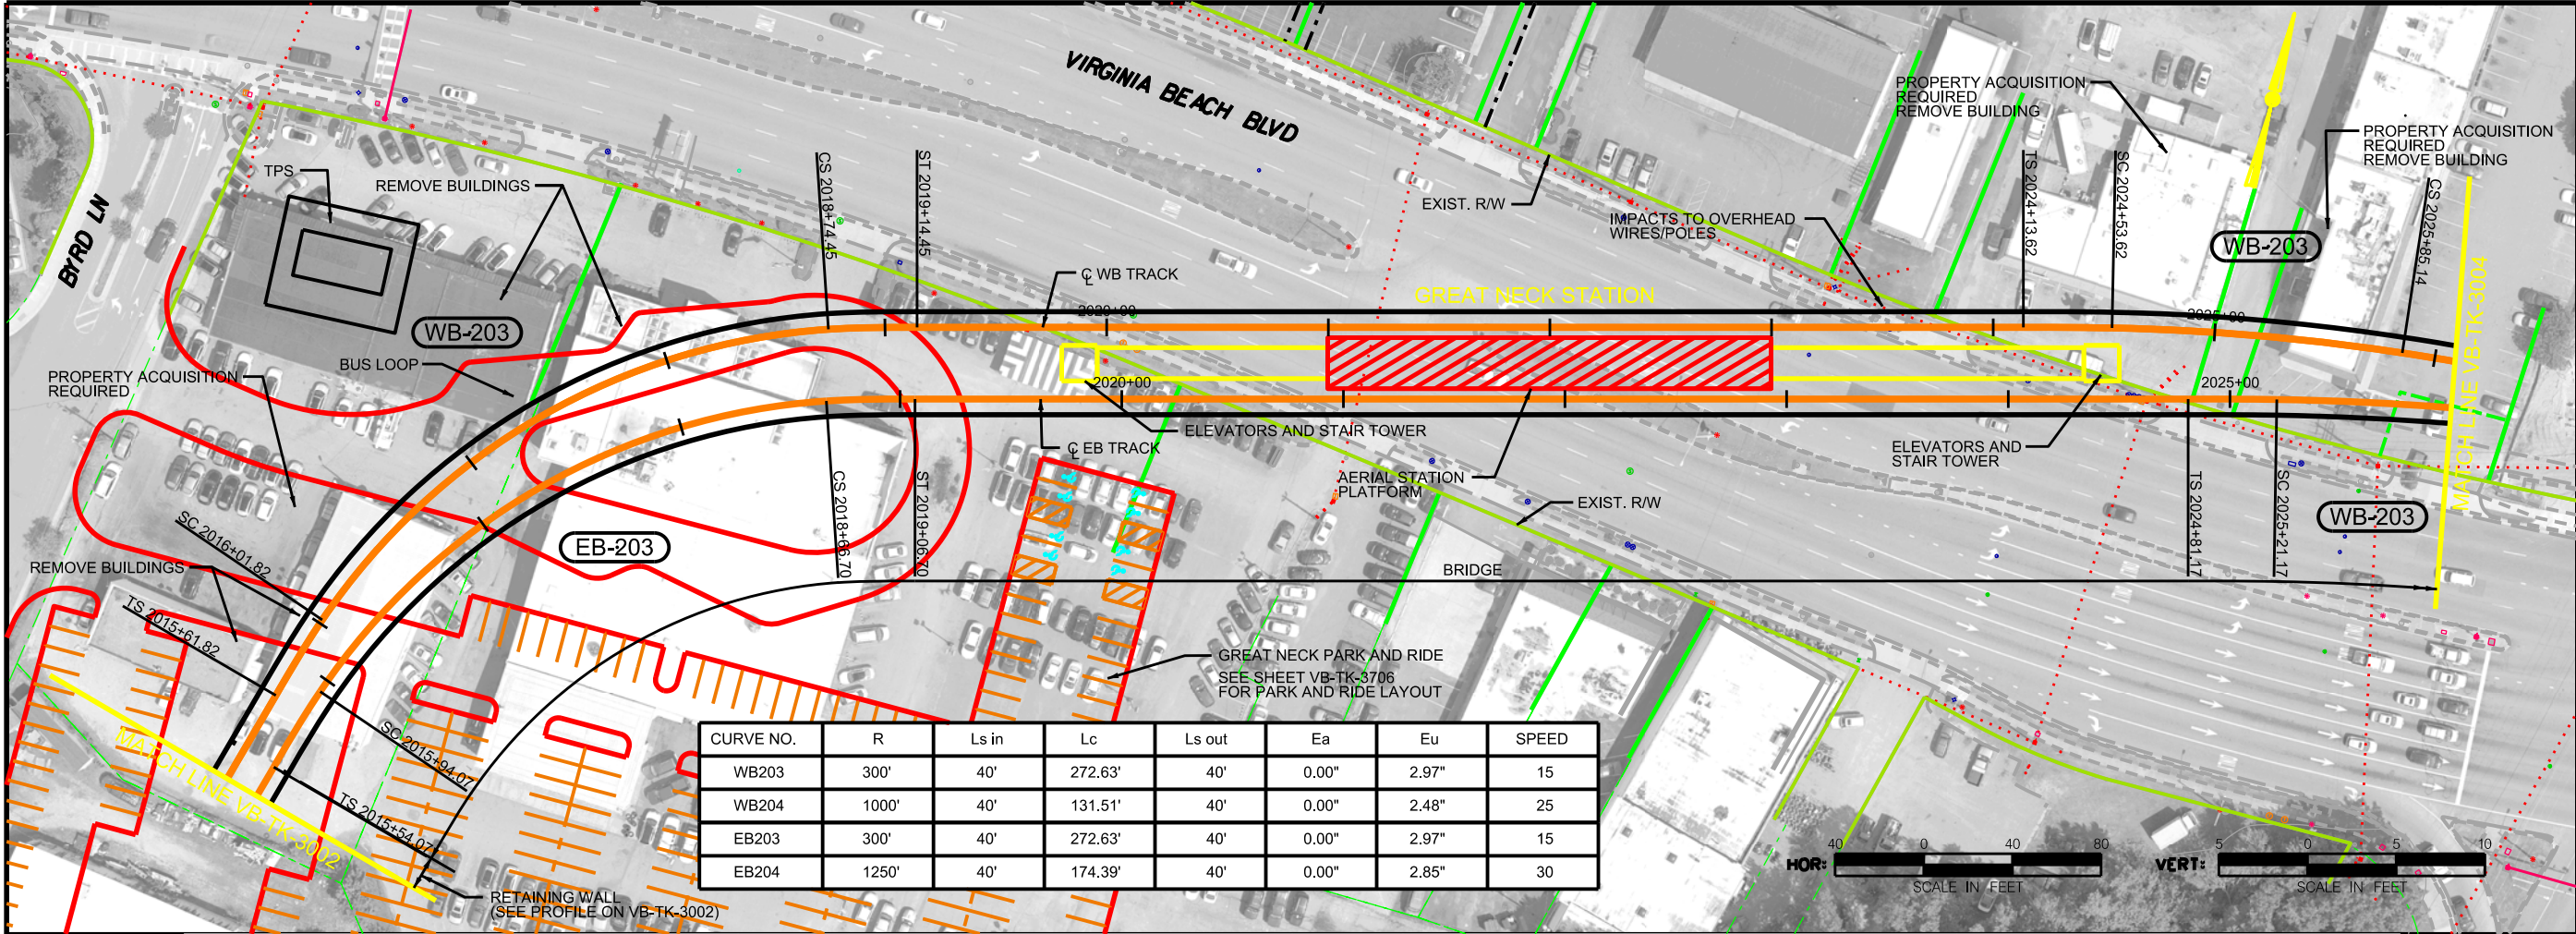 VIRGINIA BEACH BLVD
BYRD LN
TPS
REMOVE BUILDINGS
CS 2018+74.45
ST 2019+14.45
℄ WB TRACK
2020+00
EXIST. R/W
IMPACTS TO OVERHEAD
WIRES/POLES
GREAT NECK STATION
PROPERTY ACQUISITION
REQUIRED
REMOVE BUILDING
TS 2024+13.62
SC 2024+53.62
PROPERTY ACQUISITION
REQUIRED
REMOVE BUILDING
WB-203
CS 2025+85.14
2025+00
MATCH LINE VB-TK-3004
WB-203
BUS LOOP
PROPERTY ACQUISITION
REQUIRED
2020+00
2025+00
ELEVATORS AND STAIR TOWER
℄ EB TRACK
AERIAL STATION
PLATFORM
ELEVATORS AND
STAIR TOWER
EXIST. R/W
CS 2018+66.70
ST 2019+06.70
TS 2024+81.17
SC 2025+21.17
WB-203
EB-203
BRIDGE
SC 2016+01.82
REMOVE BUILDINGS
TS 2015+61.82
GREAT NECK PARK AND RIDE
SEE SHEET VB-TK-3706
FOR PARK AND RIDE LAYOUT
SC 2015+94.07
TS 2015+54.07
MATCH LINE VB-TK-3002
RETAINING WALL
(SEE PROFILE ON VB-TK-3002)
CURVE NO. R Ls in Lc Ls out Ea Eu SPEED
WB203 300' 40' 272.63' 40' 0.00" 2.97" 15
WB204 1000' 40' 131.51' 40' 0.00" 2.48" 25
EB203 300' 40' 272.63' 40' 0.00" 2.97" 15
EB204 1250' 40' 174.39' 40' 0.00" 2.85" 30
40 0 40 80
HOR:
SCALE IN FEET
5 0 5 10
VERT:
SCALE IN FEET